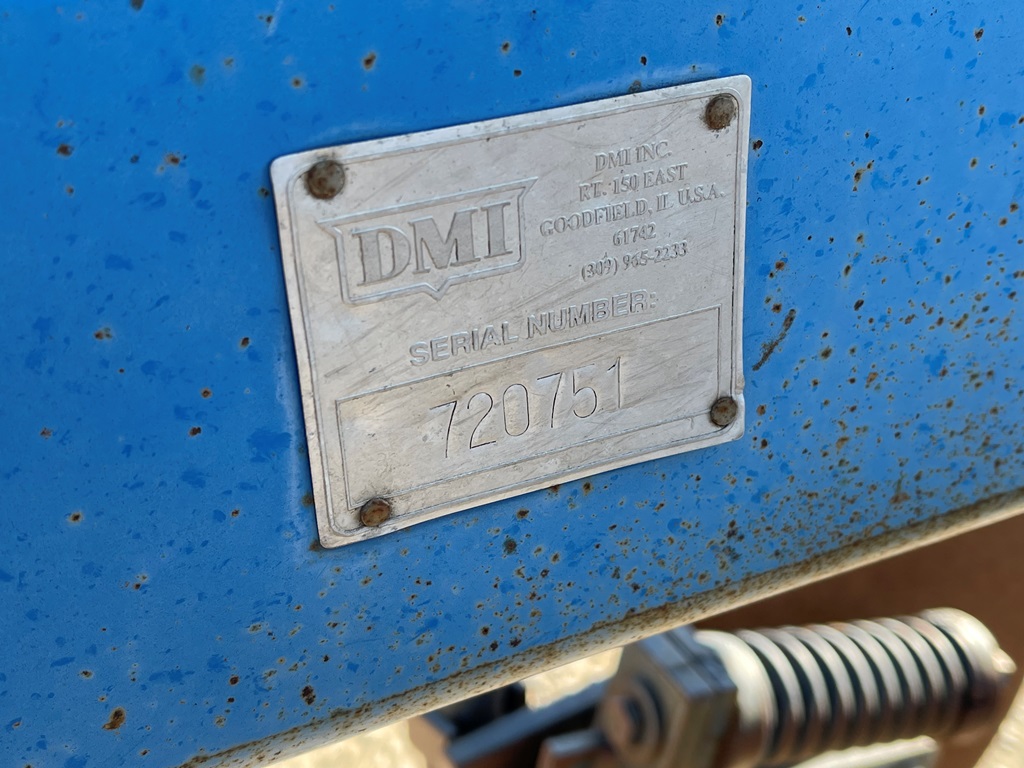 DMI
DMI INC.
RT. 150 EAST
GOODFIELD, IL U.S.A.
61742
(309) 965-2233
SERIAL NUMBER:
720751